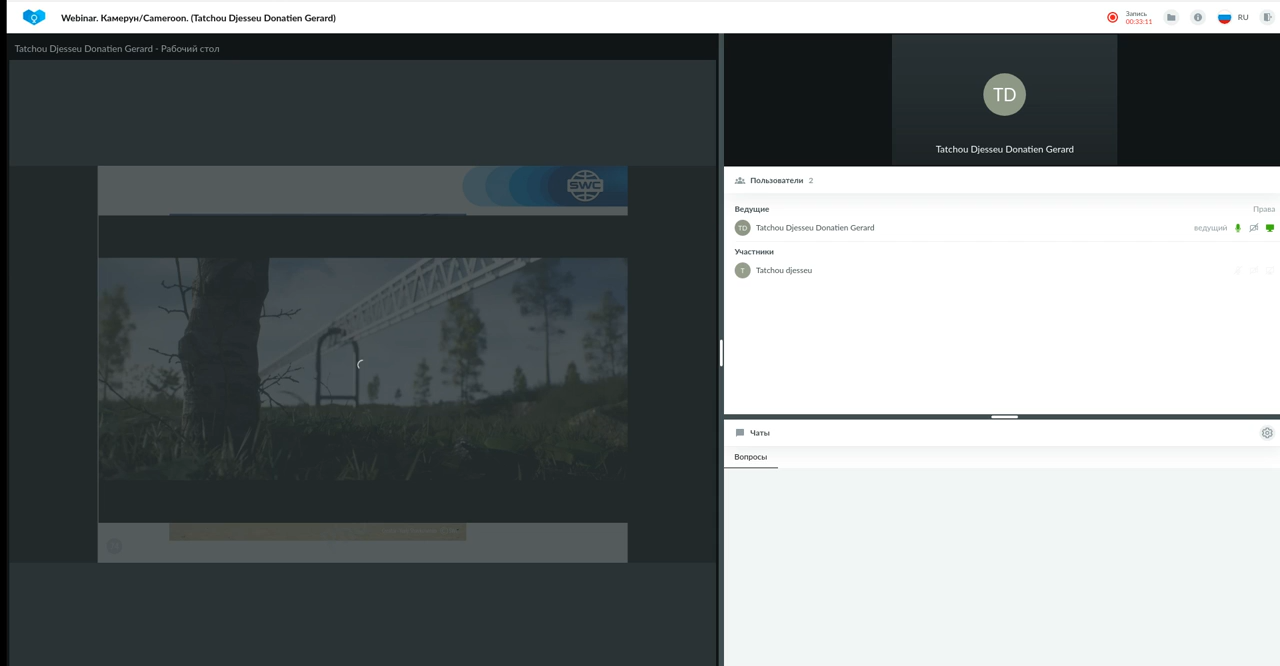 Webinar. Камерун/Cameroon. (Tatchou Djesseu Donatien Gerard)
Запись
00:33:11
RU
Tatchou Djesseu Donatien Gerard - Рабочий стол
SWC
TD
Tatchou Djesseu Donatien Gerard
Пользователи 2
Ведущие Права
TD Tatchou Djesseu Donatien Gerard ведущий
Участники
T Tatchou djesseu
Чаты
Вопросы